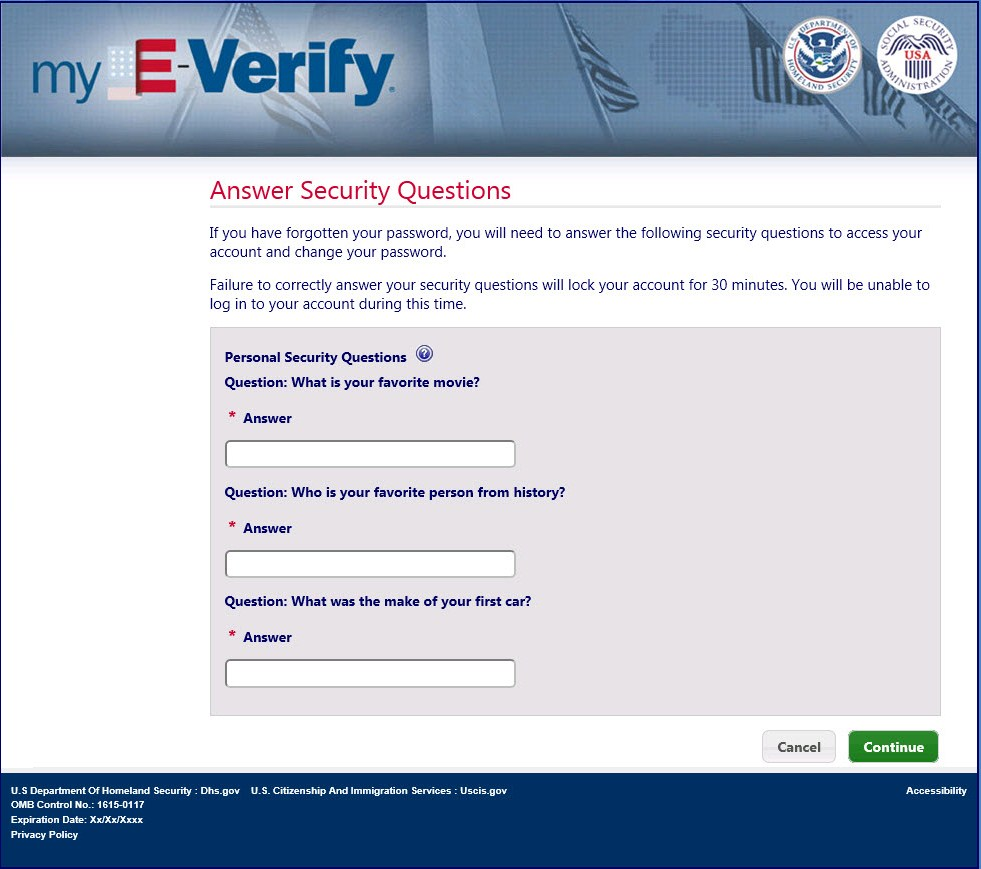 my E-Verify.
U.S. DEPARTMENT OF HOMELAND SECURITY
SOCIAL SECURITY ADMINISTRATION
USA
Answer Security Questions
If you have forgotten your password, you will need to answer the following security questions to access your
account and change your password.
Failure to correctly answer your security questions will lock your account for 30 minutes. You will be unable to
log in to your account during this time.
Personal Security Questions ?
Question: What is your favorite movie?
* Answer
Question: Who is your favorite person from history?
* Answer
Question: What was the make of your first car?
* Answer
Cancel Continue
U.S Department Of Homeland Security : Dhs.gov U.S. Citizenship And Immigration Services : Uscis.gov Accessibility
OMB Control No.: 1615-0117
Expiration Date: Xx/Xx/Xxxx
Privacy Policy